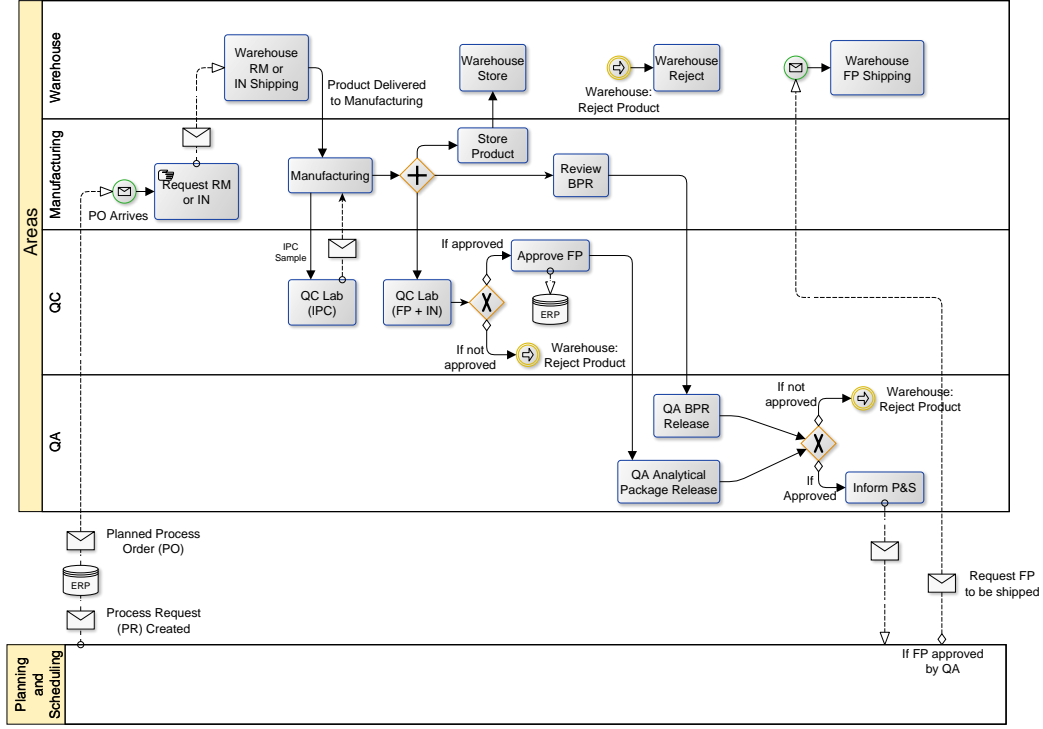 Areas
Warehouse
Warehouse
RM or
IN Shipping
Product Delivered
to Manufacturing
Warehouse
Store
Warehouse:
Reject Product
Warehouse
Reject
Warehouse
FP Shipping
Manufacturing
PO Arrives
Request RM
or IN
Manufacturing
Store
Product
Review
BPR
QC
IPC
Sample
QC Lab
(IPC)
QC Lab
(FP + IN)
X
If approved
Approve FP
ERP
If not
approved
Warehouse:
Reject Product
QA
QA BPR
Release
QA Analytical
Package Release
X
If not
approved
Warehouse:
Reject Product
If
Approved
Inform P&S
Planned Process
Order (PO)
ERP
Process Request
(PR) Created
Request FP
to be shipped
If FP approved
by QA
Planning
and
Scheduling